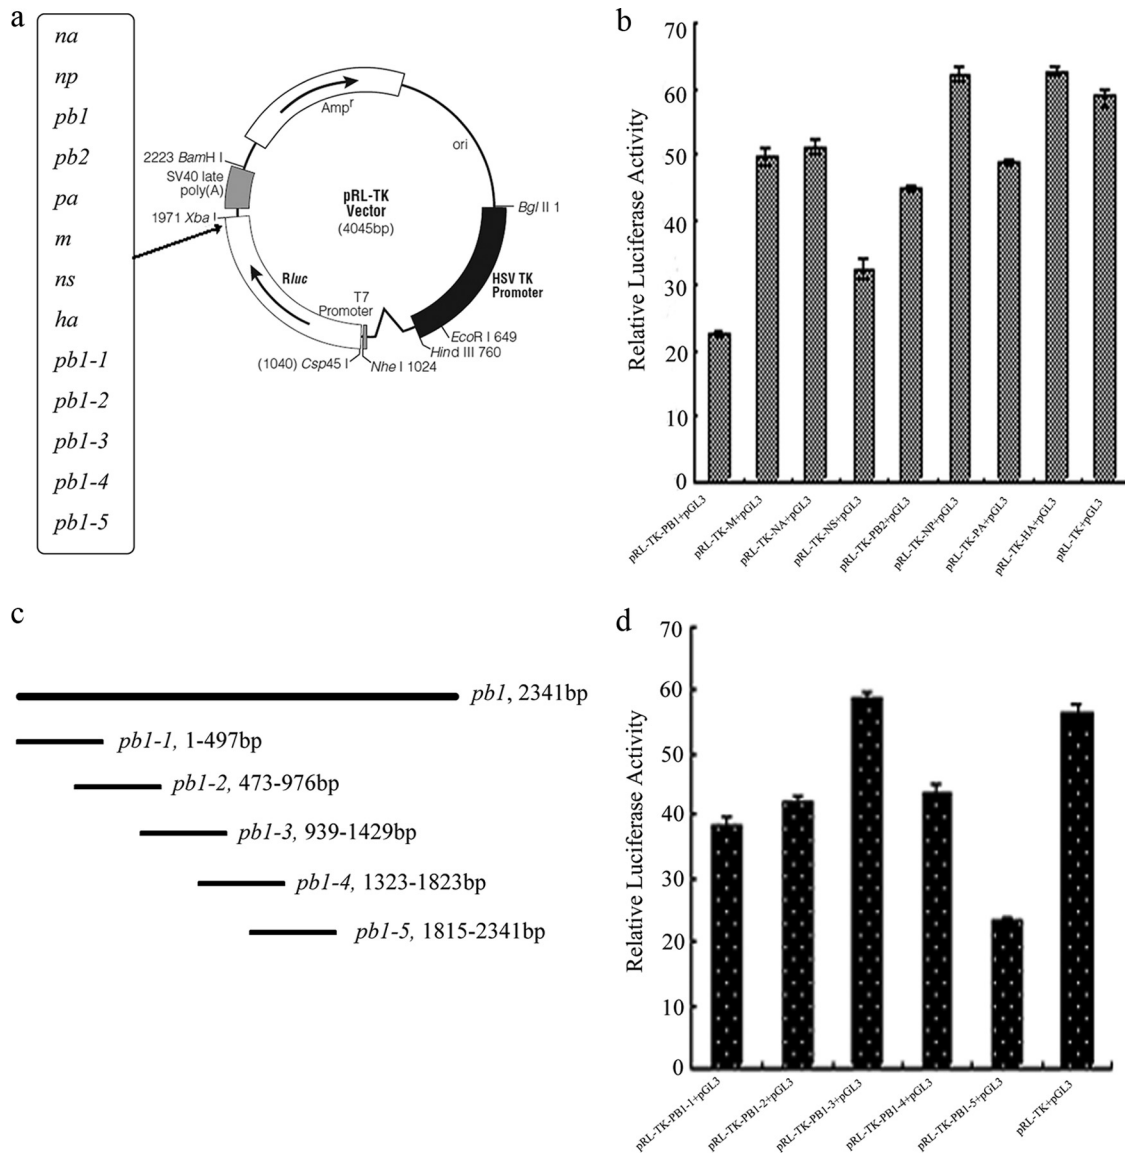 a
na
np
pb1
pb2
pa
m
ns
ha
pb1-1
pb1-2
pb1-3
pb1-4
pb1-5
Ampr
ori
2223 BamH I
SV40 late
poly(A)
1971 Xba I
pRL-TK
Vector
(4045bp)
Bgl II 1
Rluc
T7
Promoter
HSV TK
Promoter
EcoR I 649
Hind III 760
(1040) Csp45 I
Nhe I 1024
b
Relative Luciferase Activity
70
60
50
40
30
20
10
0
pRL-TK-PB1+pGL3
pRL-TK-M+pGL3
pRL-TK-NA+pGL3
pRL-TK-NS+pGL3
pRL-TK-PB2+pGL3
pRL-TK-NP+pGL3
pRL-TK-PA+pGL3
pRL-TK-HA+pGL3
pRL-TK+pGL3
c
pb1, 2341bp
pb1-1, 1-497bp
pb1-2, 473-976bp
pb1-3, 939-1429bp
pb1-4, 1323-1823bp
pb1-5, 1815-2341bp
d
Relative Luciferase Activity
70
60
50
40
30
20
10
0
pRL-TK-PB1-1+pGL3
pRL-TK-PB1-2+pGL3
pRL-TK-PB1-3+pGL3
pRL-TK-PB1-4+pGL3
pRL-TK-PB1-5+pGL3
pRL-TK+pGL3